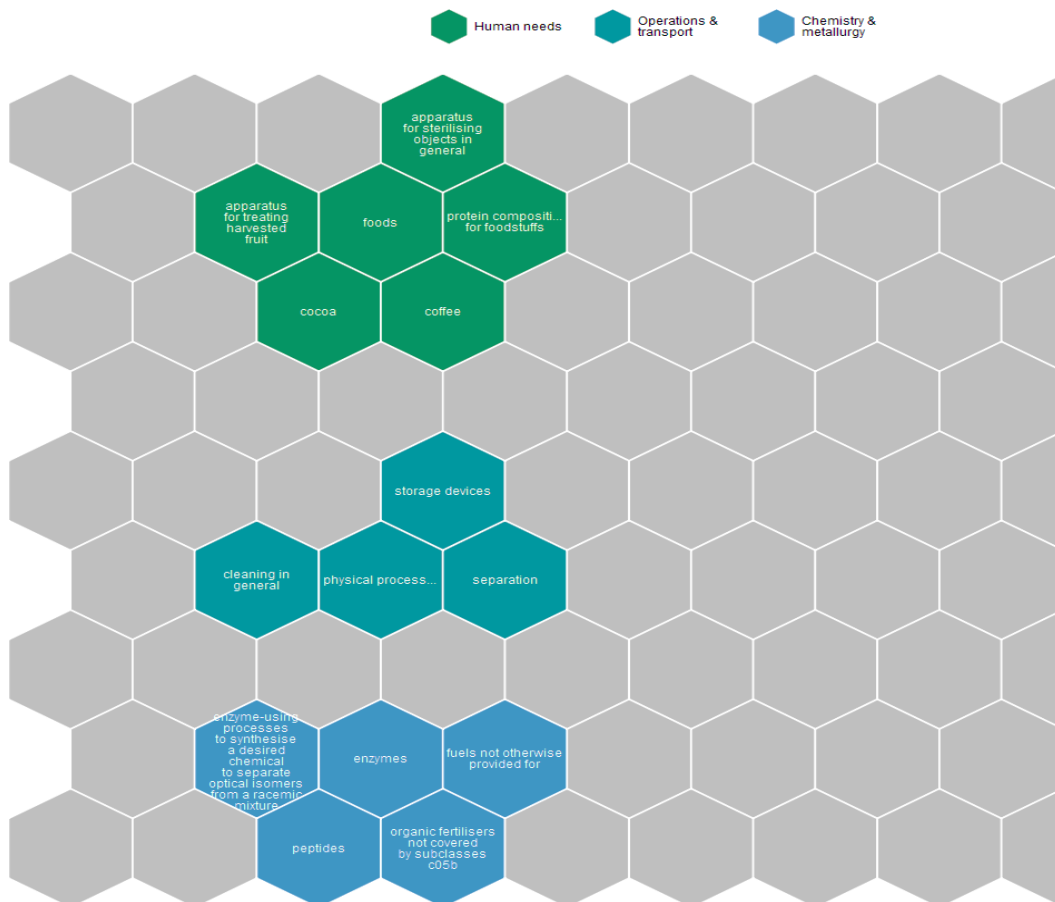 Human needs
Operations &
transport
Chemistry &
metallurgy
apparatus
for sterilising
objects in
general
apparatus
for treating
harvested
fruit
foods
protein compositi...
for foodstuffs
cocoa
coffee
storage devices
cleaning in
general
physical process...
separation
enzyme-using
processes
to synthesise
a desired
chemical
to separate
optical isomers
from a racemic
mixture
enzymes
fuels not otherwise
provided for
peptides
organic fertilisers
not covered
by subclasses
c05b